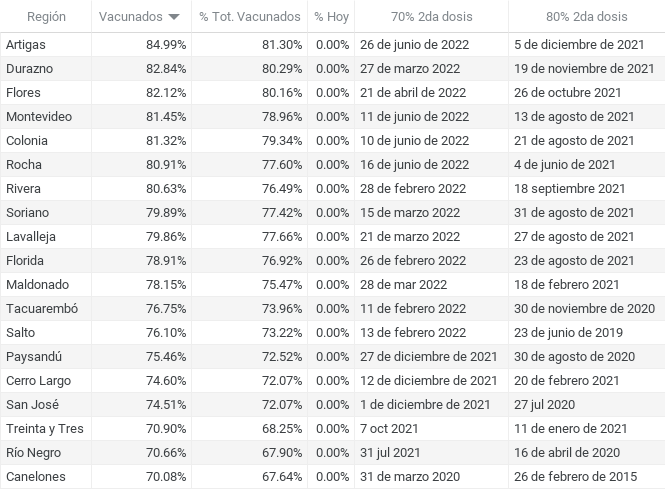 Región Vacunados % Tot. Vacunados % Hoy 70% 2da dosis 80% 2da dosis
Artigas 84.99% 81.30% 0.00% 26 de junio de 2022 5 de diciembre de 2021
Durazno 82.84% 80.29% 0.00% 27 de marzo 2022 19 de noviembre de 2021
Flores 82.12% 80.16% 0.00% 21 de abril de 2022 26 de octubre 2021
Montevideo 81.45% 78.96% 0.00% 11 de junio de 2022 13 de agosto de 2021
Colonia 81.32% 79.34% 0.00% 10 de junio de 2022 21 de agosto de 2021
Rocha 80.91% 77.60% 0.00% 16 de junio de 2022 4 de junio de 2021
Rivera 80.63% 76.49% 0.00% 28 de febrero 2022 18 septiembre de 2021
Soriano 79.89% 77.42% 0.00% 15 de marzo 2022 31 de agosto de 2021
Lavalleja 79.86% 77.66% 0.00% 21 de marzo 2022 27 de agosto de 2021
Florida 78.91% 76.92% 0.00% 26 de febrero 2022 23 de agosto de 2021
Maldonado 78.15% 75.47% 0.00% 28 de mar 2022 18 de febrero 2021
Tacuarembó 76.75% 73.96% 0.00% 11 de febrero 2022 30 de noviembre de 2020
Salto 76.10% 73.22% 0.00% 13 de febrero 2022 23 de junio de 2019
Paysandú 75.46% 72.52% 0.00% 27 de diciembre de 2021 30 de agosto de 2020
Cerro Largo 74.60% 72.07% 0.00% 12 de diciembre de 2021 20 de febrero 2021
San José 74.51% 72.07% 0.00% 1 de diciembre de 2021 27 jul 2020
Treinta y Tres 70.90% 68.25% 0.00% 7 oct 2021 11 de enero de 2021
Río Negro 70.66% 67.90% 0.00% 31 jul 2021 16 de abril de 2020
Canelones 70.08% 67.64% 0.00% 31 de marzo 2020 26 de febrero de 2015